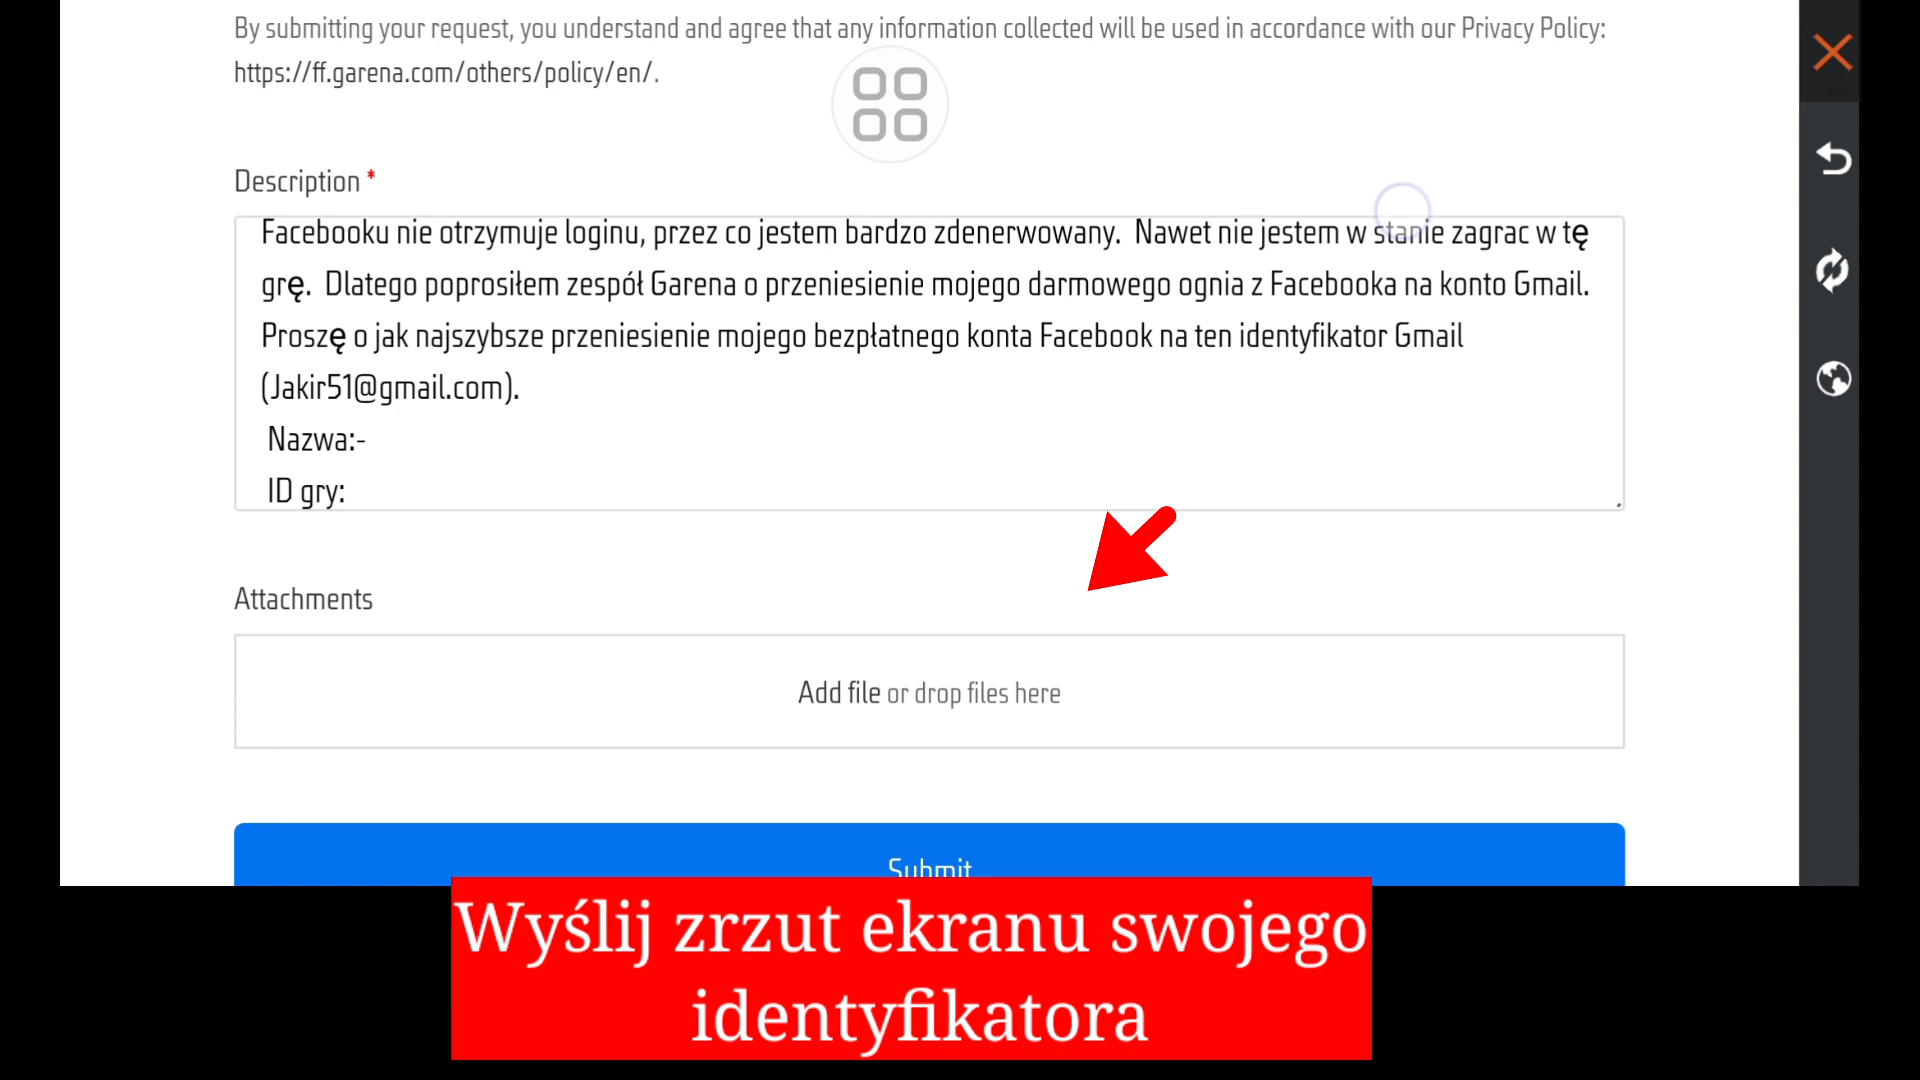 By submitting your request, you understand and agree that any information collected will be used in accordance with our Privacy Policy:
https://ff.garena.com/others/policy/en/.
Description *
Facebooku nie otrzymuje loginu, przez co jestem bardzo zdenerwowany. Nawet nie jestem w stanie zagrac w tę
grę. Dlatego poprosiłem zespół Garena o przeniesienie mojego darmowego ognia z Facebooka na konto Gmail.
Proszę o jak najszybsze przeniesienie mojego bezpłatnego konta Facebook na ten identyfikator Gmail
(Jakir51@gmail.com).
Nazwa:-
ID gry:
Attachments
Add file or drop files here
Submit
Wyślij zrzut ekranu swojego
identyfikatora